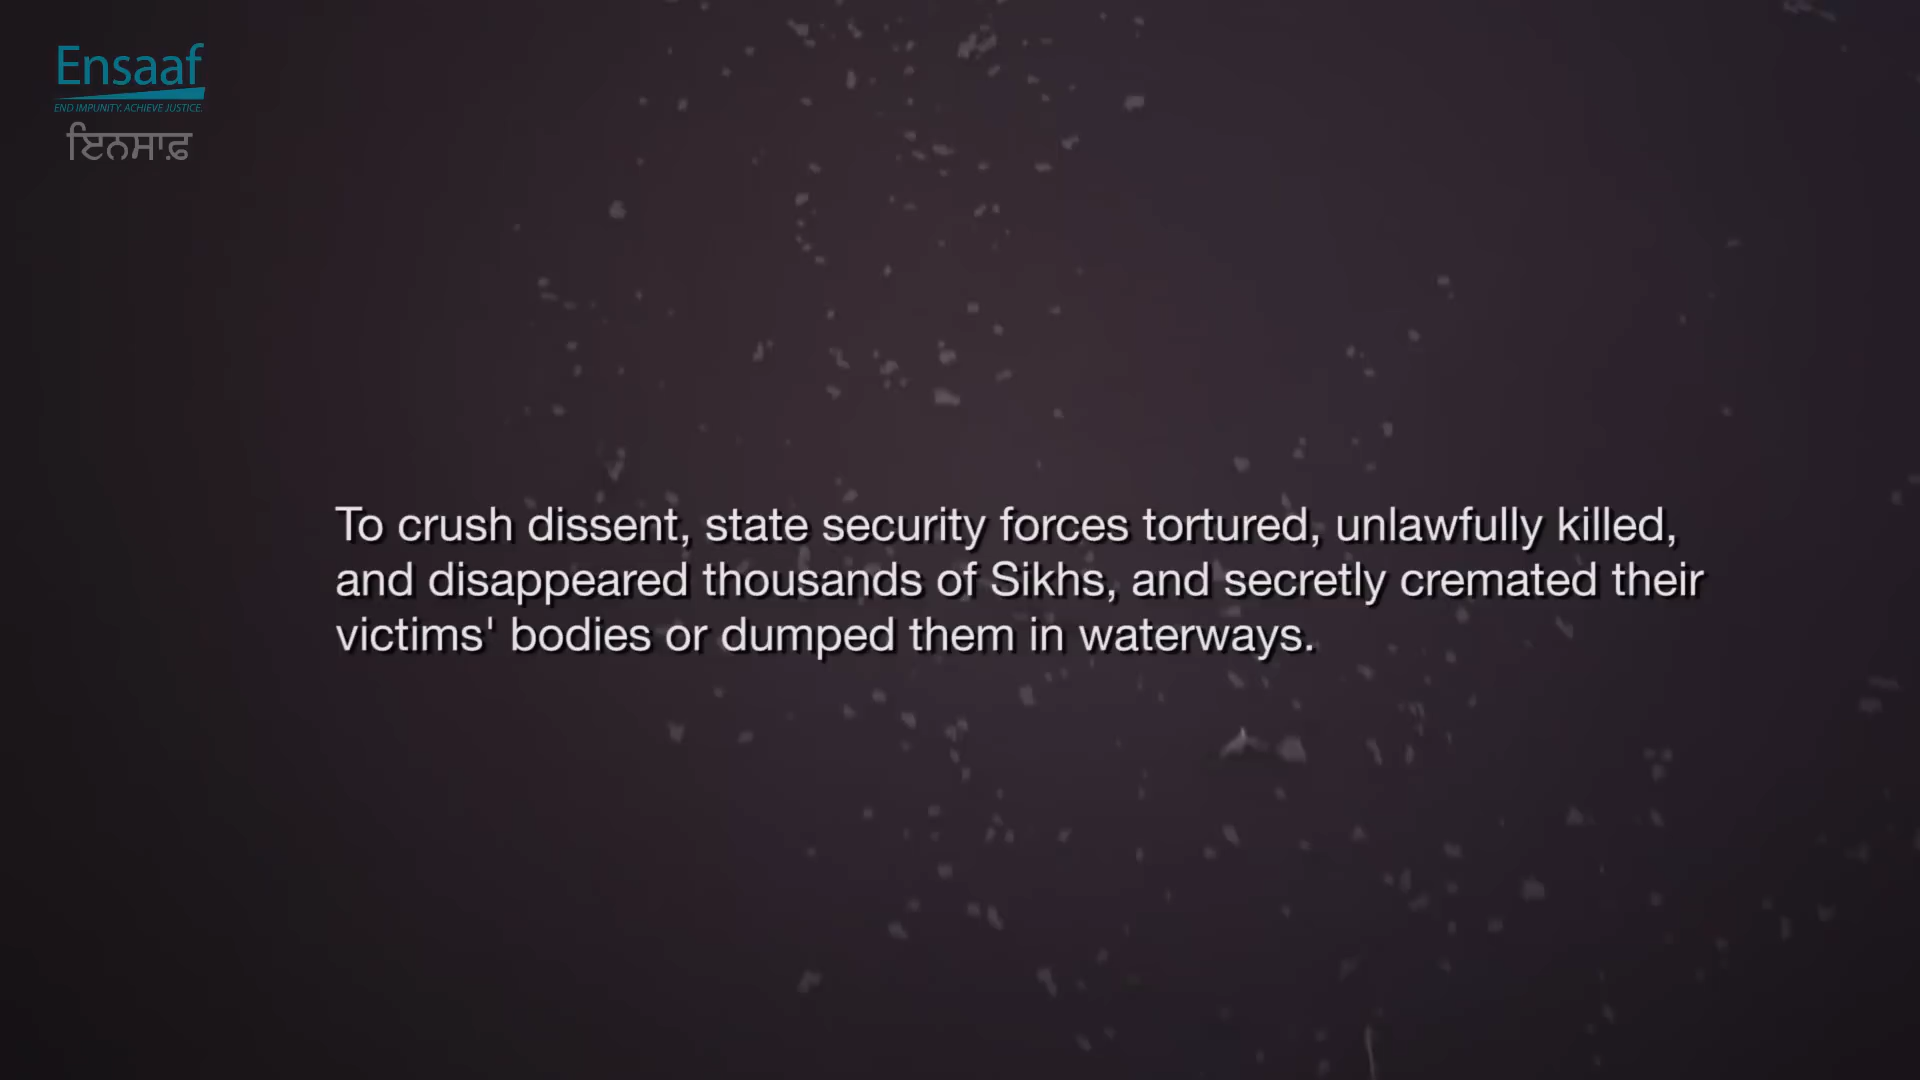 Ensaaf
END IMPUNITY. ACHIEVE JUSTICE.
ਇਨਸਾਫ਼
To crush dissent, state security forces tortured, unlawfully killed,
and disappeared thousands of Sikhs, and secretly cremated their
victims' bodies or dumped them in waterways.